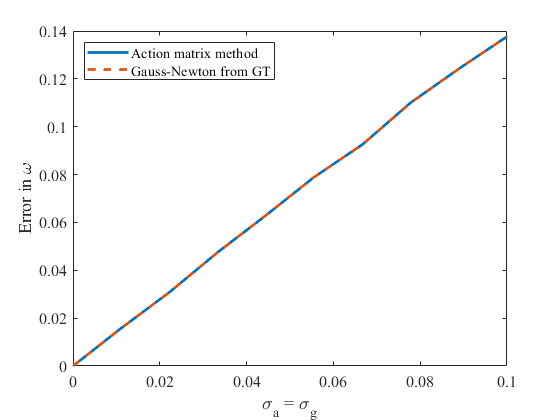 0.14
0.12
0.1
0.08
0.06
0.04
0.02
0
Error in ω
Action matrix method
Gauss-Newton from GT
0 0.02 0.04 0.06 0.08 0.1
σa = σg